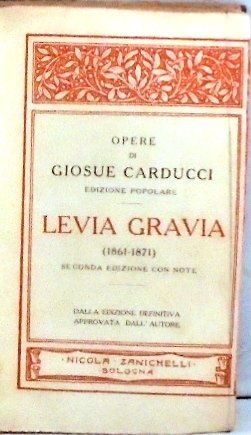 OPERE
DI
GIOSUE CARDUCCI
EDIZIONE POPOLARE
LEVIA GRAVIA
(1861-1871)
SECONDA EDIZIONE CON NOTE
DALLA EDIZIONE DEFINITIVA
APPROVATA DALL' AUTORE
·NICOLA ZANICHELLI·
BOLOGNA